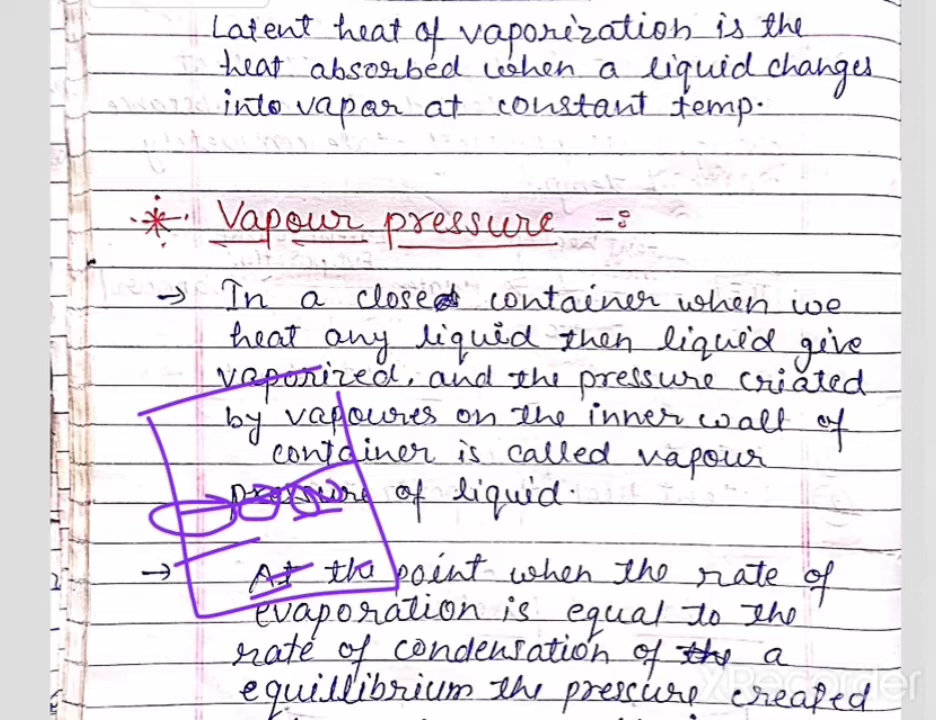 Latent heat of vaporization is the
heat absorbed when a liquid changes
into vapar at constant temp.
* Vapour pressure -:
→ In a closed container when we
heat any liquid then liquid give
vaporized, and the pressure criated
by vapoures on the inner wall of
container is called vapour
pressure of liquid.
→ At the point when the rate of
evaporation is equal to the
rate of condensation of a
equillibrium the pressure creaped
XRecorder